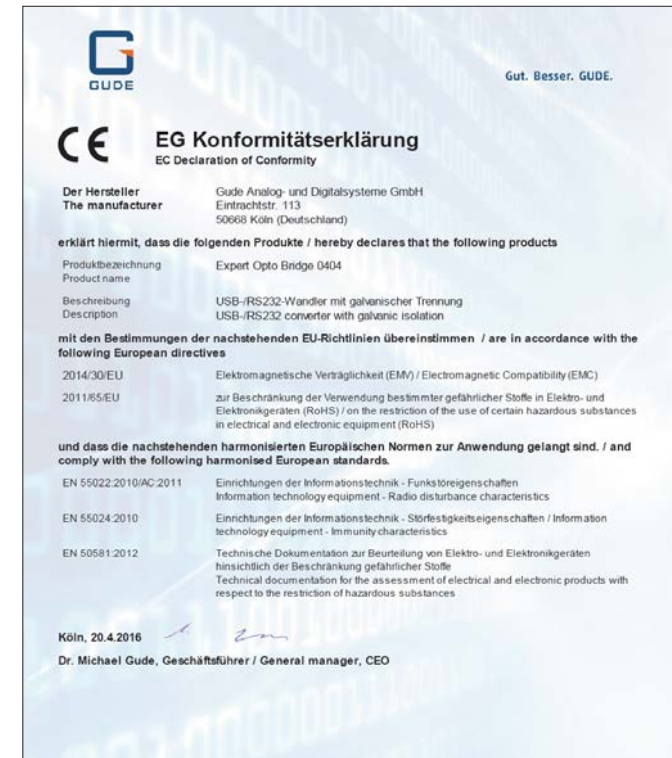 GUDE
Gut. Besser. GUDE.
CE
EG Konformitätserklärung
EC Declaration of Conformity
Der Hersteller Gude Analog- und Digitalsysteme GmbH
The manufacturer Eintrachtstr. 113
50668 Köln (Deutschland)
erklärt hiermit, dass die folgenden Produkte / hereby declares that the following products
Produktbezeichnung Expert Opto Bridge 0404
Product name
Beschreibung USB-/RS232-Wandler mit galvanischer Trennung
Description USB-/RS232 converter with galvanic isolation
mit den Bestimmungen der nachstehenden EU-Richtlinien übereinstimmen / are in accordance with the
following European directives
2014/30/EU Elektromagnetische Verträglichkeit (EMV) / Electromagnetic Compatibility (EMC)
2011/65/EU zur Beschränkung der Verwendung bestimmter gefährlicher Stoffe in Elektro- und
Elektronikgeräten (RoHS) / on the restriction of the use of certain hazardous substances
in electrical and electronic equipment (RoHS)
und dass die nachstehenden harmonisierten Europäischen Normen zur Anwendung gelangt sind. / and
comply with the following harmonised European standards.
EN 55022:2010/AC:2011 Einrichtungen der Informationstechnik - Funkstöreigenschaften
Information technology equipment - Radio disturbance characteristics
EN 55024:2010 Einrichtungen der Informationstechnik - Störfestigkeitseigenschaften / Information
technology equipment - Immunity characteristics
EN 50581:2012 Technische Dokumentation zur Beurteilung von Elektro- und Elektronikgeräten
hinsichtlich der Beschränkung gefährlicher Stoffe
Technical documentation for the assessment of electrical and electronic products with
respect to the restriction of hazardous substances
Köln, 20.4.2016
Dr. Michael Gude, Geschäftsführer / General manager, CEO